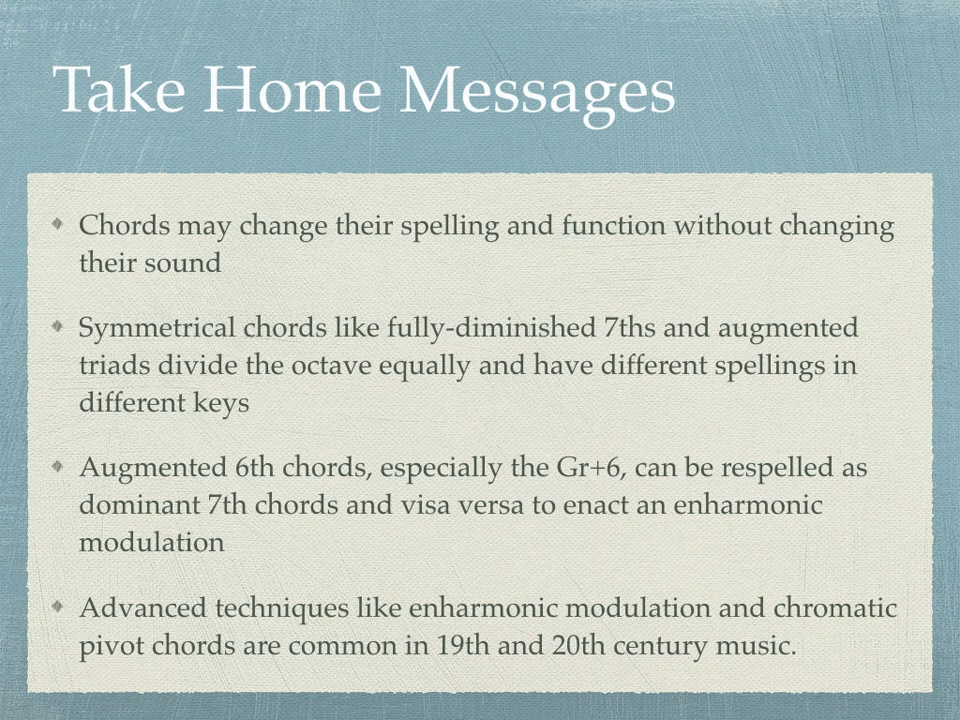 Take Home Messages
Chords may change their spelling and function without changing
their sound
Symmetrical chords like fully-diminished 7ths and augmented
triads divide the octave equally and have different spellings in
different keys
Augmented 6th chords, especially the Gr+6, can be respelled as
dominant 7th chords and visa versa to enact an enharmonic
modulation
Advanced techniques like enharmonic modulation and chromatic
pivot chords are common in 19th and 20th century music.